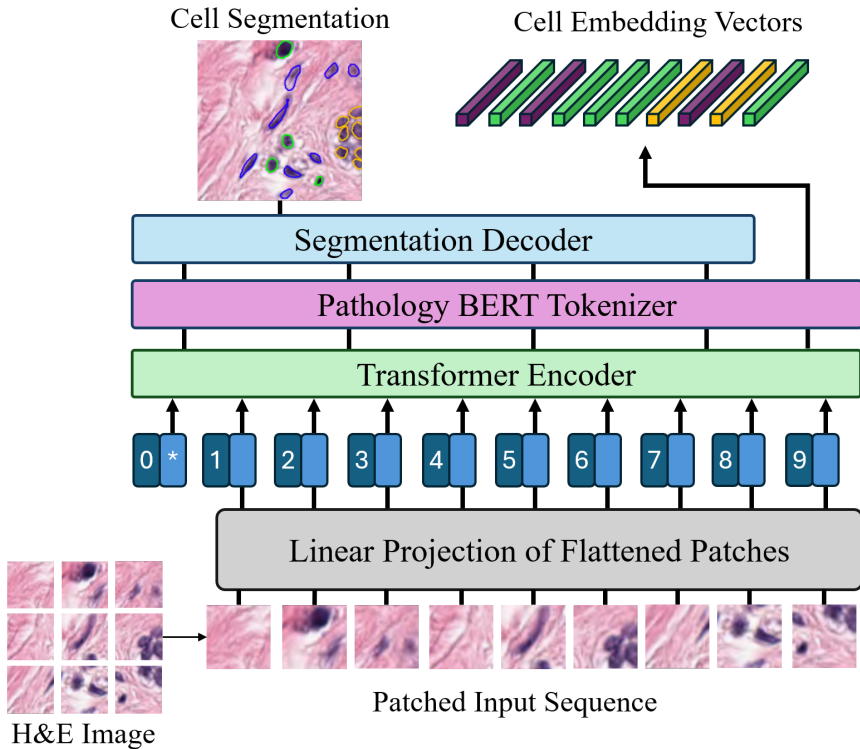 Cell Segmentation
Cell Embedding Vectors
Segmentation Decoder
Pathology BERT Tokenizer
Transformer Encoder
0 * 1 2 3 4 5 6 7 8 9
Linear Projection of Flattened Patches
Patched Input Sequence
H&E Image